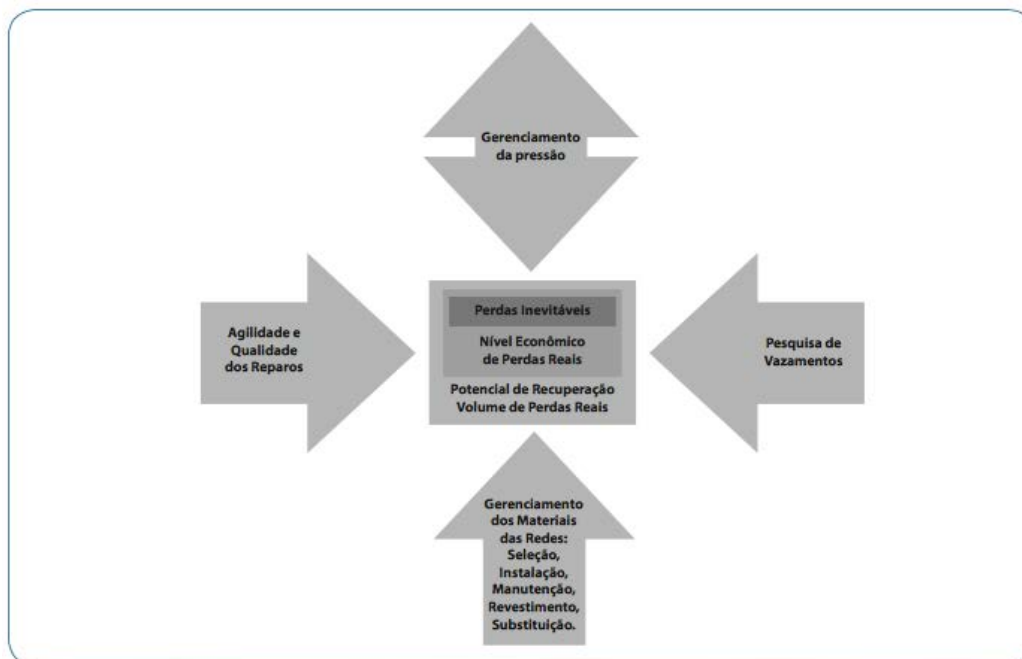 Gerenciamento
da pressão
Agilidade e
Qualidade
dos Reparos
Perdas Inevitáveis
Nível Econômico
de Perdas Reais
Potencial de Recuperação
Volume de Perdas Reais
Pesquisa de
Vazamentos
Gerenciamento
dos Materiais
das Redes:
Seleção,
Instalação,
Manutenção,
Revestimento,
Substituição.